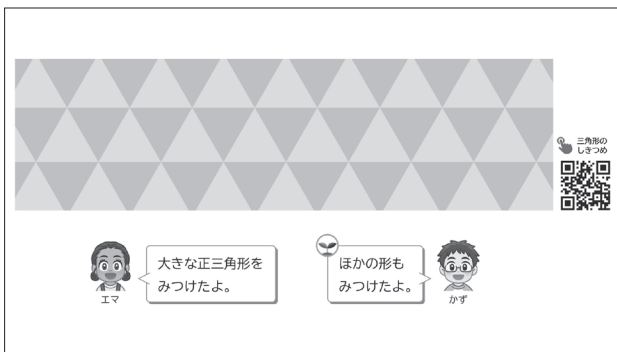 三角形の
しきつめ
大きな正三角形を
みつけたよ。
エマ
ほかの形も
みつけたよ。
かず